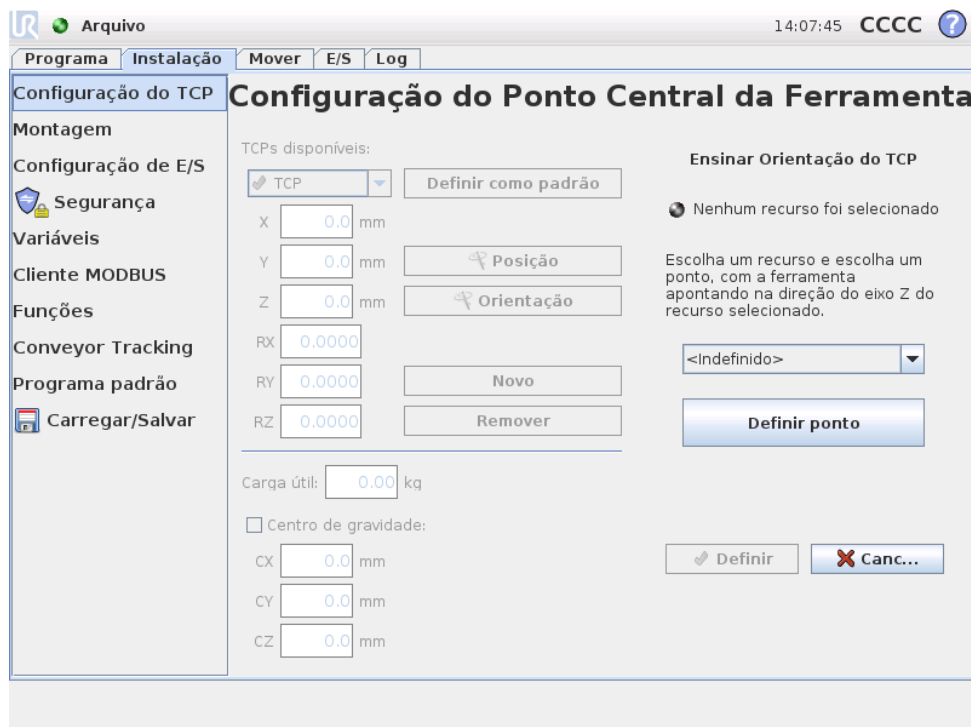 UR Arquivo 14:07:45 CCCC ?
Programa Instalação Mover E/S Log
Configuração do TCP
Montagem
Configuração de E/S
Segurança
Variáveis
Cliente MODBUS
Funções
Conveyor Tracking
Programa padrão
Carregar/Salvar
Configuração do Ponto Central da Ferramenta
TCPs disponíveis:
TCP Definir como padrão
X 0.0 mm
Y 0.0 mm Posição
Z 0.0 mm Orientação
RX 0.0000
RY 0.0000 Novo
RZ 0.0000 Remover
Carga útil: 0.00 kg
Centro de gravidade:
CX 0.0 mm
CY 0.0 mm
CZ 0.0 mm
Ensinar Orientação do TCP
Nenhum recurso foi selecionado
Escolha um recurso e escolha um
ponto, com a ferramenta
apontando na direção do eixo Z do
recurso selecionado.
<Indefinido>
Definir ponto
Definir Canc...